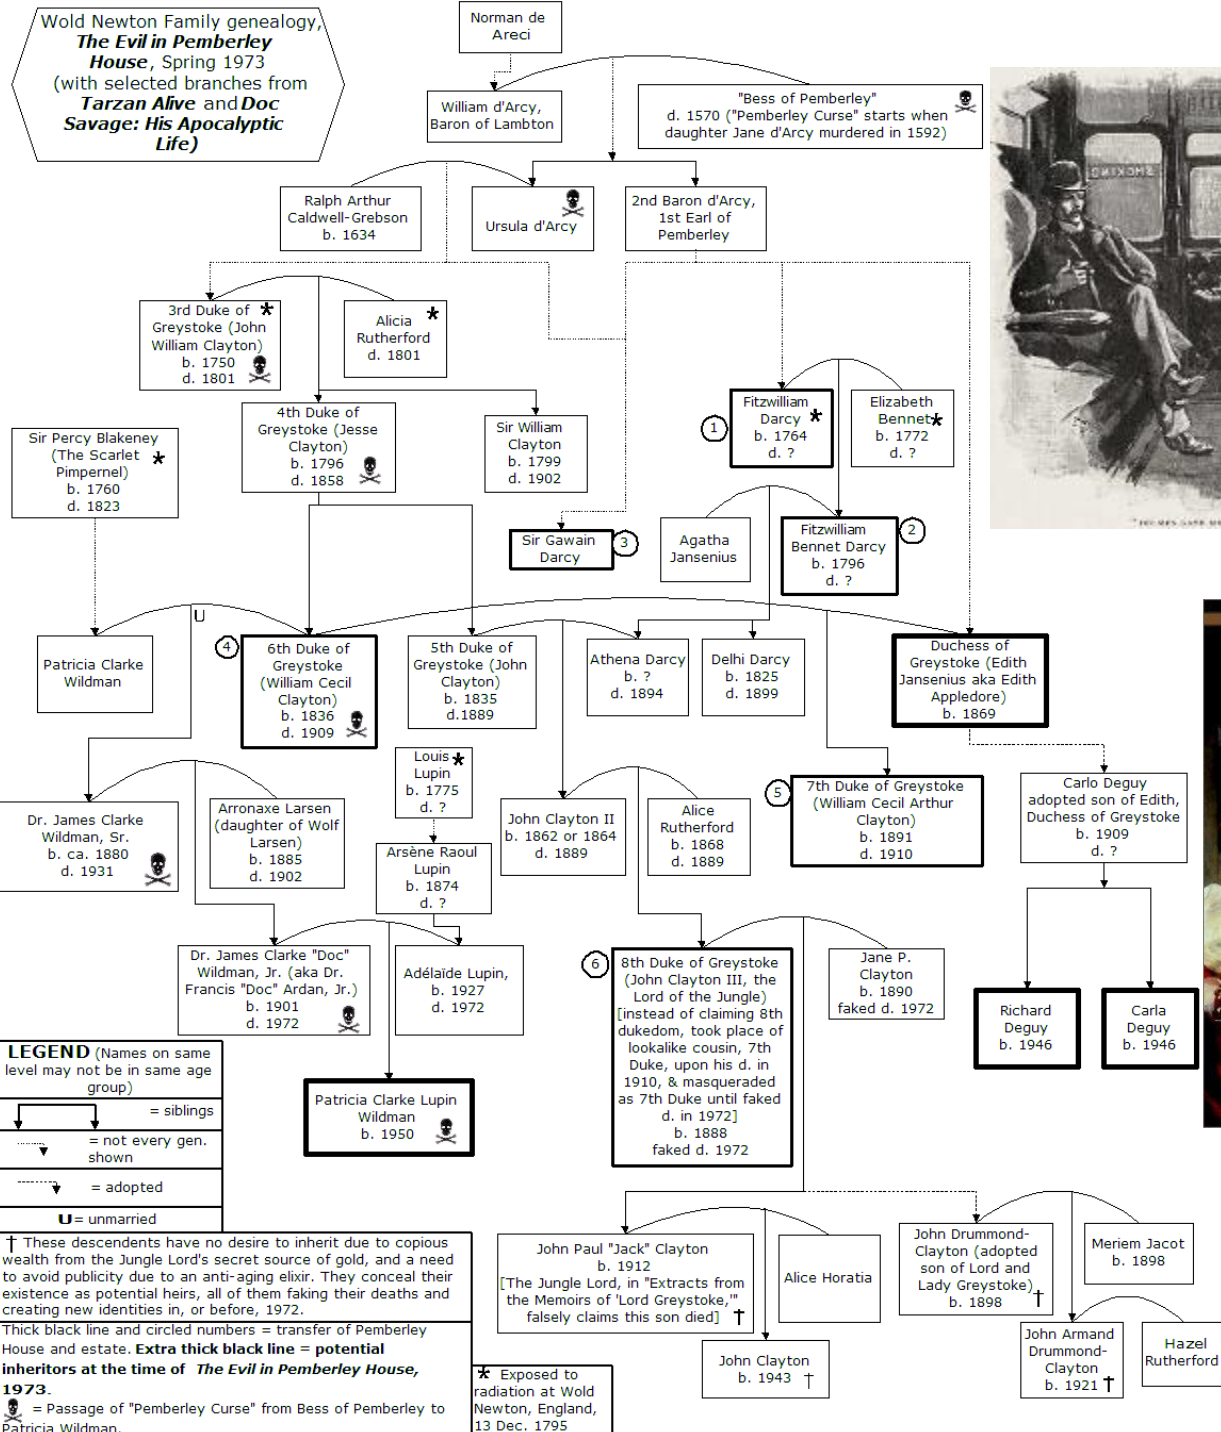 Wold Newton Family genealogy,
The Evil in Pemberley
House, Spring 1973
(with selected branches from
Tarzan Alive and Doc
Savage: His Apocalyptic
Life)
Norman de
Areci
William d'Arcy,
Baron of Lambton
"Bess of Pemberley"
d. 1570 ("Pemberley Curse" starts when
daughter Jane d'Arcy murdered in 1592)
Ralph Arthur
Caldwell-Grebson
b. 1634
Ursula d'Arcy
2nd Baron d'Arcy,
1st Earl of
Pemberley
3rd Duke of *
Greystoke (John
William Clayton)
b. 1750
d. 1801
Alicia *
Rutherford
d. 1801
SMOKING
1
Fitzwilliam
Darcy *
b. 1764
d. ?
Elizabeth
Bennet*
b. 1772
d. ?
4th Duke of
Greystoke (Jesse
Clayton)
b. 1796
d. 1858
Sir William
Clayton
b. 1799
d. 1902
Sir Percy Blakeney
(The Scarlet *
Pimpernel)
b. 1760
d. 1823
Sir Gawain
Darcy
3
Agatha
Jansenius
Fitzwilliam
Bennet Darcy
b. 1796
d. ?
2
U
Patricia Clarke
Wildman
4
6th Duke of
Greystoke
(William Cecil
Clayton)
b. 1836
d. 1909
5th Duke of
Greystoke (John
Clayton)
b. 1835
d.1889
Athena Darcy
b. ?
d. 1894
Delhi Darcy
b. 1825
d. 1899
Duchess of
Greystoke (Edith
Jansenius aka Edith
Appledore)
b. 1869
Dr. James Clarke
Wildman, Sr.
b. ca. 1880
d. 1931
Arronaxe Larsen
(daughter of Wolf
Larsen)
b. 1885
d. 1902
Louis *
Lupin
b. 1775
d. ?
Arsène Raoul
Lupin
b. 1874
d. ?
John Clayton II
b. 1862 or 1864
d. 1889
Alice
Rutherford
b. 1868
d. 1889
5
7th Duke of Greystoke
(William Cecil Arthur
Clayton)
b. 1891
d. 1910
Carlo Deguy
adopted son of Edith,
Duchess of Greystoke
b. 1909
d. ?
Dr. James Clarke "Doc"
Wildman, Jr. (aka Dr.
Francis "Doc" Ardan, Jr.)
b. 1901
d. 1972
Adélaïde Lupin,
b. 1927
d. 1972
6
8th Duke of Greystoke
(John Clayton III, the
Lord of the Jungle)
[instead of claiming 8th
dukedom, took place of
lookalike cousin, 7th
Duke, upon his d. in
1910, & masqueraded
as 7th Duke until faked
d. in 1972]
b. 1888
faked d. 1972
Jane P.
Clayton
b. 1890
faked d. 1972
Richard
Deguy
b. 1946
Carla
Deguy
b. 1946
Patricia Clarke Lupin
Wildman
b. 1950
John Paul "Jack" Clayton
b. 1912
[The Jungle Lord, in "Extracts from
the Memoirs of 'Lord Greystoke,'"
falsely claims this son died] †
Alice Horatia
John Drummond-
Clayton (adopted
son of Lord and
Lady Greystoke)
b. 1898 †
Meriem Jacot
b. 1898
John Clayton
b. 1943 †
John Armand
Drummond-
Clayton
b. 1921 †
Hazel
Rutherford
LEGEND (Names on same
level may not be in same age
group)
= siblings
= not every gen.
shown
= adopted
U= unmarried
† These descendents have no desire to inherit due to copious
wealth from the Jungle Lord's secret source of gold, and a need
to avoid publicity due to an anti-aging elixir. They conceal their
existence as potential heirs, all of them faking their deaths and
creating new identities in, or before, 1972.
Thick black line and circled numbers = transfer of Pemberley
House and estate. Extra thick black line = potential
inheritors at the time of The Evil in Pemberley House,
1973.
= Passage of "Pemberley Curse" from Bess of Pemberley to
Patricia Wildman.
* Exposed to
radiation at Wold
Newton, England,
13 Dec. 1795